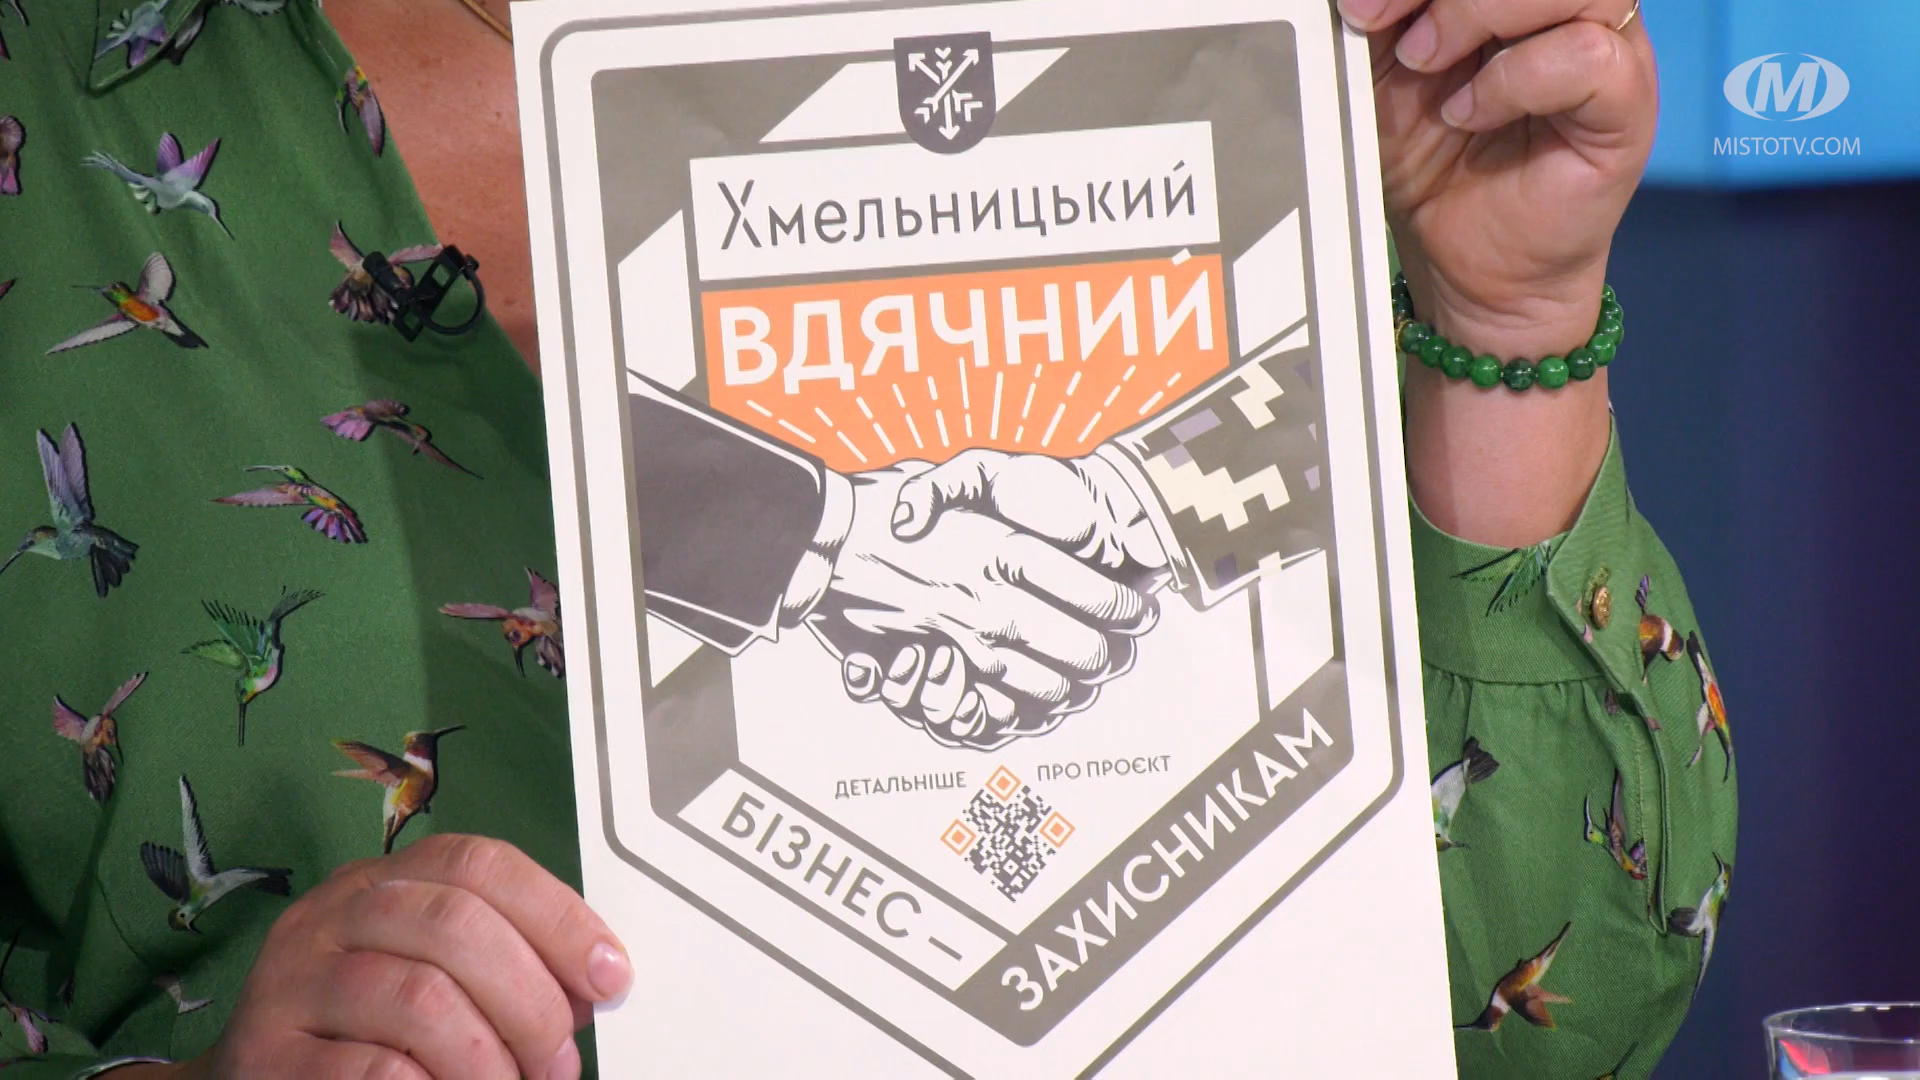 M
MISTOTV.COM
Хмельницький
ВДЯЧНИЙ
ДЕТАЛЬНІШЕ ПРО ПРОЄКТ
БІЗНЕС –
ЗАХИСНИКАМ